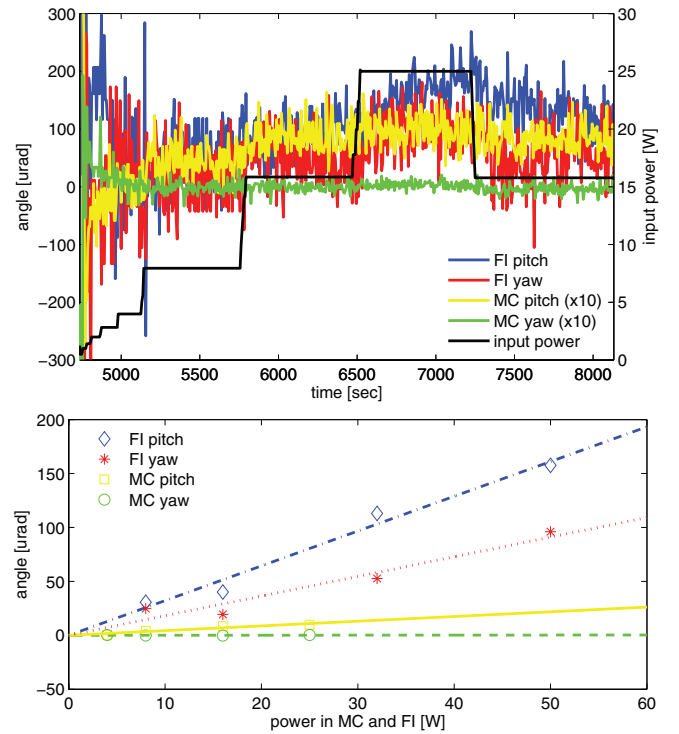 300
200
100
0
−100
−200
−300
angle [urad]
30
25
20
15
10
5
0
input power [W]
FI pitch
FI yaw
MC pitch (x10)
MC yaw (x10)
input power
5000 5500 6000 6500 7000 7500 8000
time [sec]
200
150
100
50
0
−50
angle [urad]
FI pitch
FI yaw
MC pitch
MC yaw
0 10 20 30 40 50 60
power in MC and FI [W]